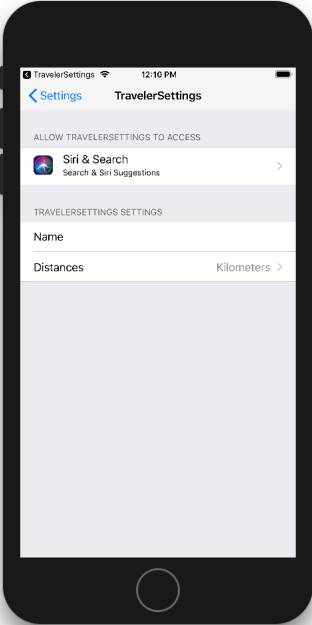 TravelerSettings 12:10 PM
Settings TravelerSettings
ALLOW TRAVELERSETTINGS TO ACCESS
Siri & Search
Search & Siri Suggestions
TRAVELERSETTINGS SETTINGS
Name
Distances Kilometers